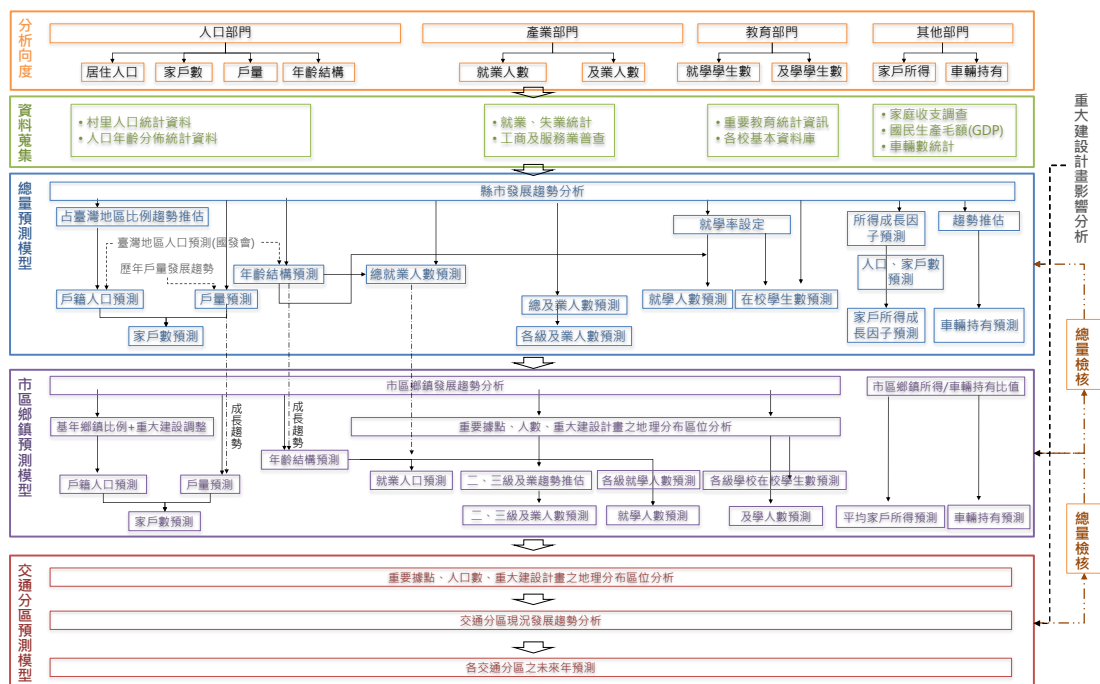 分析向度
人口部門
產業部門
教育部門
其他部門
居住人口
家戶數
戶量
年齡結構
就業人數
及業人數
就學學生數
及學學生數
家戶所得
車輛持有
資料蒐集
• 村里人口統計資料
• 人口年齡分佈統計資料
• 就業、失業統計
• 工商及服務業普查
• 重要教育統計資訊
• 各校基本資料庫
• 家庭收支調查
• 國民生產毛額(GDP)
• 車輛數統計
總量預測模型
縣市發展趨勢分析
占臺灣地區比例趨勢推估
就學率設定
所得成長因
子預測
趨勢推估
臺灣地區人口預測(國發會)
歷年戶量發展趨勢
年齡結構預測
總就業人數預測
人口、家戶數
預測
戶籍人口預測
戶量預測
總及業人數預測
就學人數預測
在校學生數預測
家戶數預測
各級及業人數預測
家戶所得成
長因子預測
車輛持有預測
市區鄉鎮預測模型
市區鄉鎮發展趨勢分析
市區鄉鎮所得/車輛持有比值
成長趨勢
成長趨勢
基年鄉鎮比例+重大建設調整
重要據點、人數、重大建設計畫之地理分布區位分析
年齡結構預測
戶籍人口預測
戶量預測
就業人口預測
二、三級及業趨勢推估
各級就學人數預測
各級學校在校學生數預測
家戶數預測
二、三級及業人數預測
就學人數預測
及學人數預測
平均家戶所得預測
車輛持有預測
交通分區預測模型
重要據點、人口數、重大建設計畫之地理分布區位分析
交通分區現況發展趨勢分析
各交通分區之未來年預測
重大建設計畫影響分析
總量檢核
總量檢核